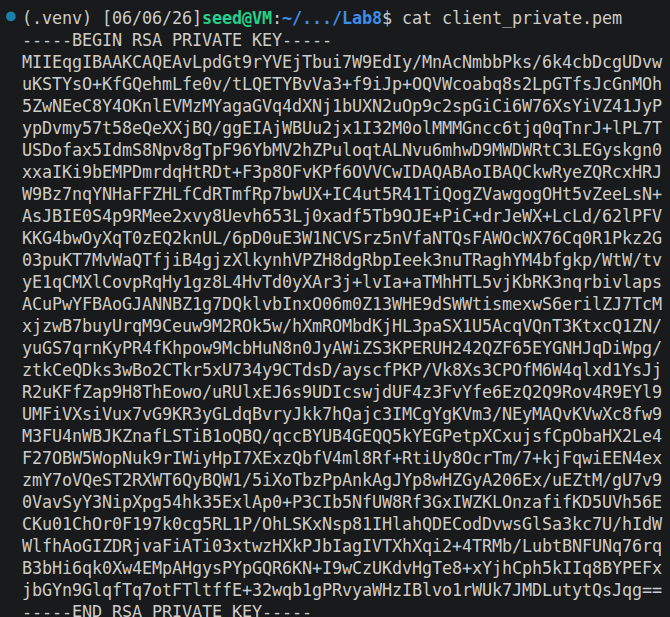 (.venv) [06/06/26]seed@VM:~/.../Lab8$ cat client_private.pem
-----BEGIN RSA PRIVATE KEY-----
MIIEqgIBAAKCAQEAvLpdGt9rYVEjTbui7W9EdIy/MnAcNmbbPks/6k4cbDcgUDvw
uKSTYsO+KfGQehmLfe0v/tLQETYBvVa3+f9iJp+OQVWcoabq8s2LpGTfsJcGnMOh
5ZwNEeC8Y4OKnlEVMzMYagaGVq4dXNj1bUXN2uOp9c2spGiCi6W76XsYiVZ41JyP
ypDvmy57t58eQeXXjBQ/ggEIAjWBUu2jx1I32M0olMMMGncc6tjq0qTnrJ+lPL7T
USDofax5IdmS8Npv8gTpF96YbMV2hZPuloqtALNvu6mhwD9MWDWRtC3LEGyskgn0
xxaIKi9bEMPDmrdqHtRDt+F3p8OFvKPf6OVVCwIDAQABAoIBAQCkwRyeZQRcxHRJ
W9Bz7nqYNHaFFZHLfCdRTmfRp7bwUX+IC4ut5R41TiQogZVawgogOHt5vZeeLsN+
AsJBIE0S4p9RMee2xvy8Uevh653Lj0xadf5Tb9OJE+PiC+drJeWX+LcLd/62lPFV
KKG4bwOyXqT0zEQ2knUL/6pD0uE3W1NCVSrz5nVfaNTQsFAWOcWX76Cq0R1Pkz2G
03puKT7MvWaQTfjiB4gjzXlkynhVPZH8dgRbpIeek3nuTRaghYM4bfgkp/WtW/tv
yE1qCMXlCovpRqHy1gz8L4HvTd0yXAr3j+lvIa+aTMhHTL5vjKbRK3nqrbivlaps
ACuPwYFBAoGJANNBZ1g7DQklvbInxO06m0Z13WHE9dSWWtismexwS6erilZJ7TcM
xjzwB7buyUrqM9Ceuw9M2ROk5w/hXmROMbdKjHL3paSX1U5AcqVQnT3KtxcQ1ZN/
yuGS7qrnKyPR4fKhpow9McbHuN8n0JyAWiZS3KPERUH242QZF65EYGNHJqDiWpg/
ztkCeQDks3wBo2CTkr5xU734y9CTdsD/ayscfPKP/Vk8Xs3CPOfM6W4qlxd1YsJj
R2uKFfZap9H8ThEowo/uRUlxEJ6s9UDIcswjdUF4z3FvYfe6EzQ2Q9Rov4R9EYl9
UMFiVXsiVux7vG9KR3yGLdqBvryJkk7hQajc3IMCgYgKVm3/NEyMAQvKVwXc8fw9
M3FU4nWBJKZnafLSTiB1oQBQ/qccBYUB4GEQQ5kYEGPetpXCxujsfCpObaHX2Le4
F27OBW5WopNuk9rIWiyHpI7XExzQbfV4ml8Rf+RtiUy8OcrTm/7+kjFqwiEEN4ex
zmY7oVQeST2RXWT6QyBQW1/5iXoTbzPpAnkAgJYp8wHZGyA206Ex/uEZtM/gU7v9
0VavSyY3NipXpg54hk35ExlAp0+P3CIb5NfUW8Rf3GxIWZKLOnzafifKD5UVh56E
CKu01ChOr0F197k0cg5RL1P/OhLSKxNsp81IHlahQDECodDvwsGlSa3kc7U/hIdW
WlfhAoGIZDRjvaFiATi03xtwzHXkPJbIagIVTXhXqi2+4TRMb/LubtBNFUNq76rq
B3bHi6qk0Xw4EMpAHgysPYpGQR6KN+I9wCzUKdvHgTe8+xYjhCph5kIIq8BYPEFx
jbGYn9GlqfTq7otFTltffE+32wqb1gPRvyaWHzIBlvo1rWUk7JMDLutytQsJqg==
-----END RSA PRIVATE KEY-----